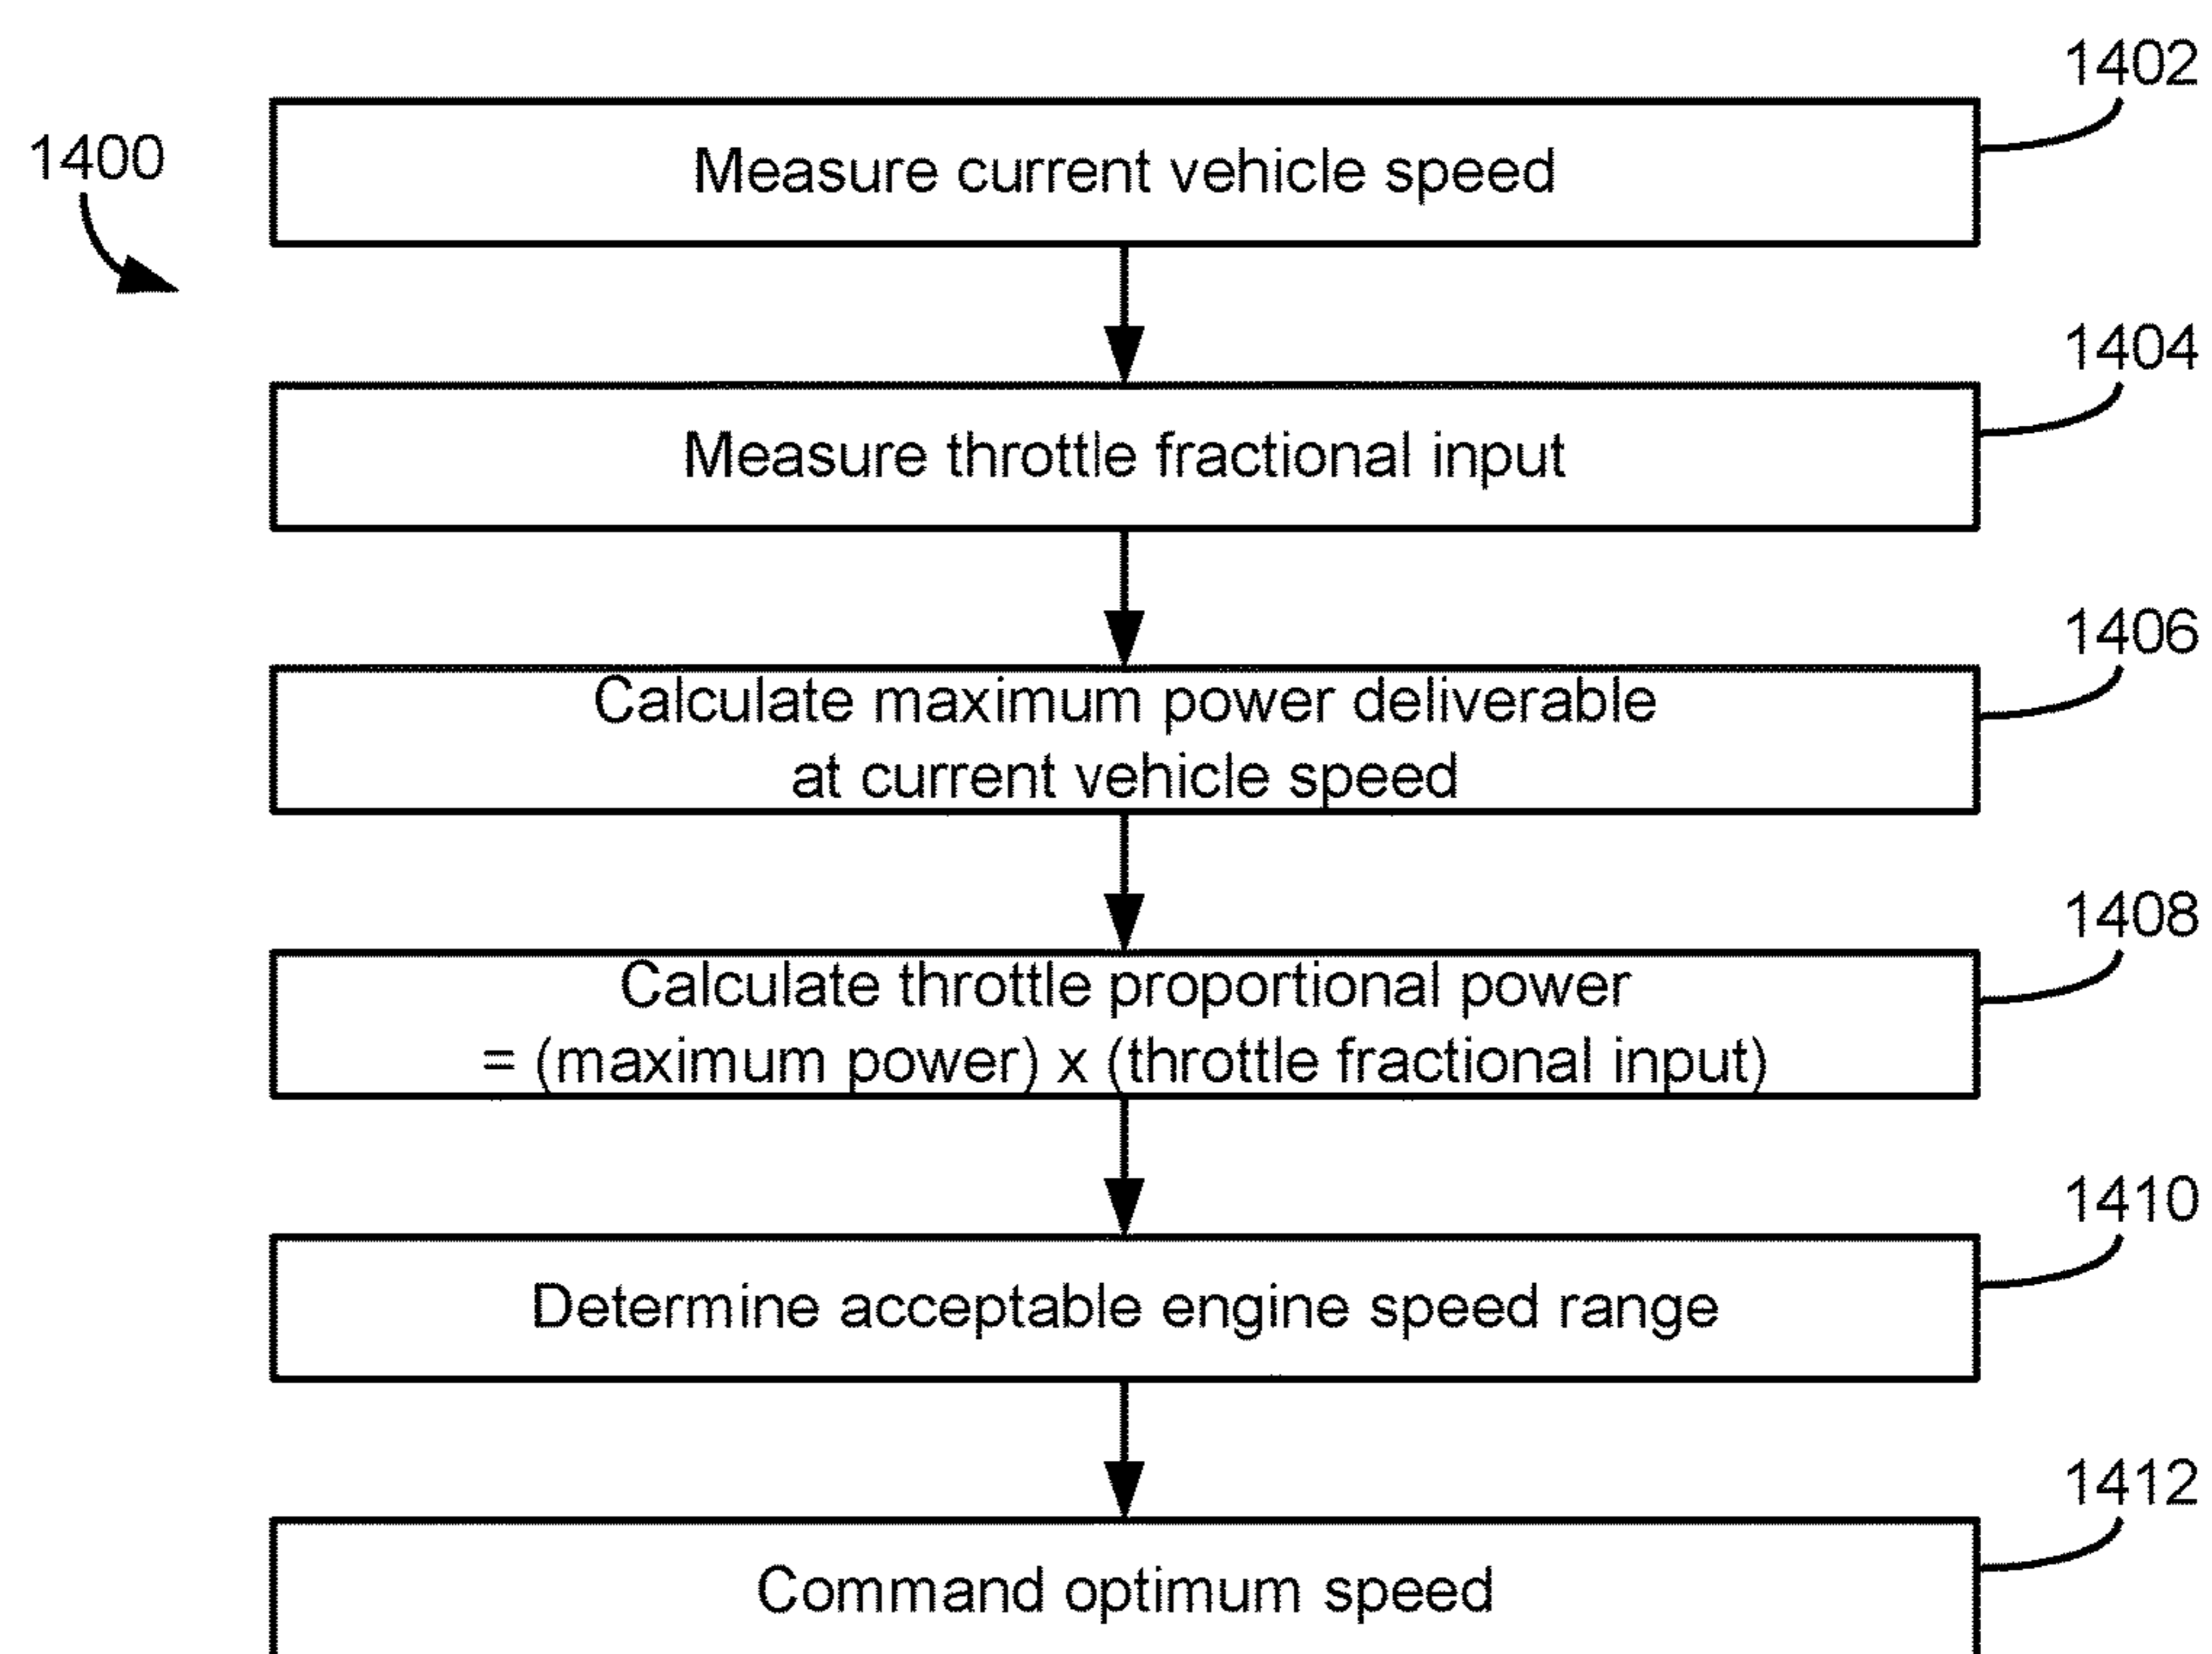 1402
1400
Measure current vehicle speed
1404
Measure throttle fractional input
1406
Calculate maximum power deliverable
at current vehicle speed
1408
Calculate throttle proportional power
= (maximum power) x (throttle fractional input)
1410
Determine acceptable engine speed range
1412
Command optimum speed